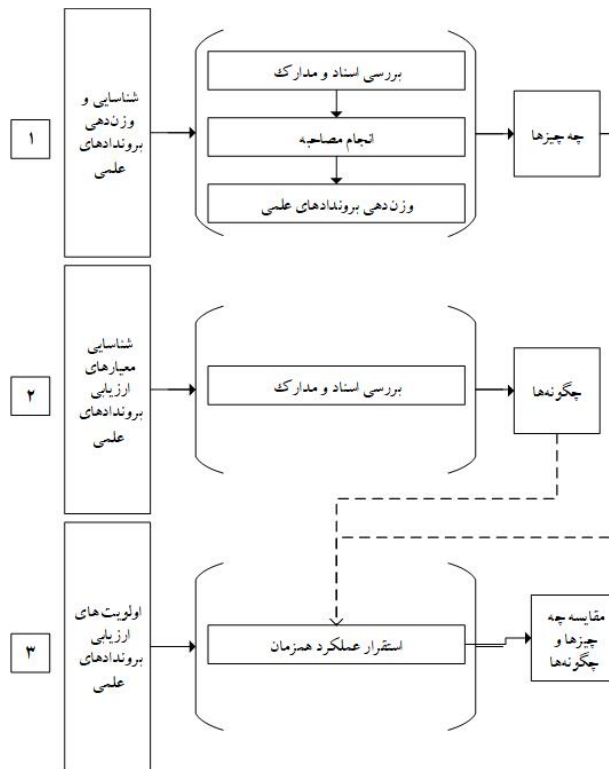 ۱
شناسایی و
وزن‌دهی
بروندادهای
علمی
بررسی اسناد و مدارک
انجام مصاحبه
وزن‌دهی بروندادهای علمی
چه چیزها
۲
شناسایی
معیارهای
ارزیابی
بروندادهای
علمی
بررسی اسناد و مدارک
چگونه‌ها
۳
اولویت‌های
ارزیابی
بروندادهای
علمی
استقرار عملکرد همزمان
مقایسه چه
چیزها و
چگونه‌ها